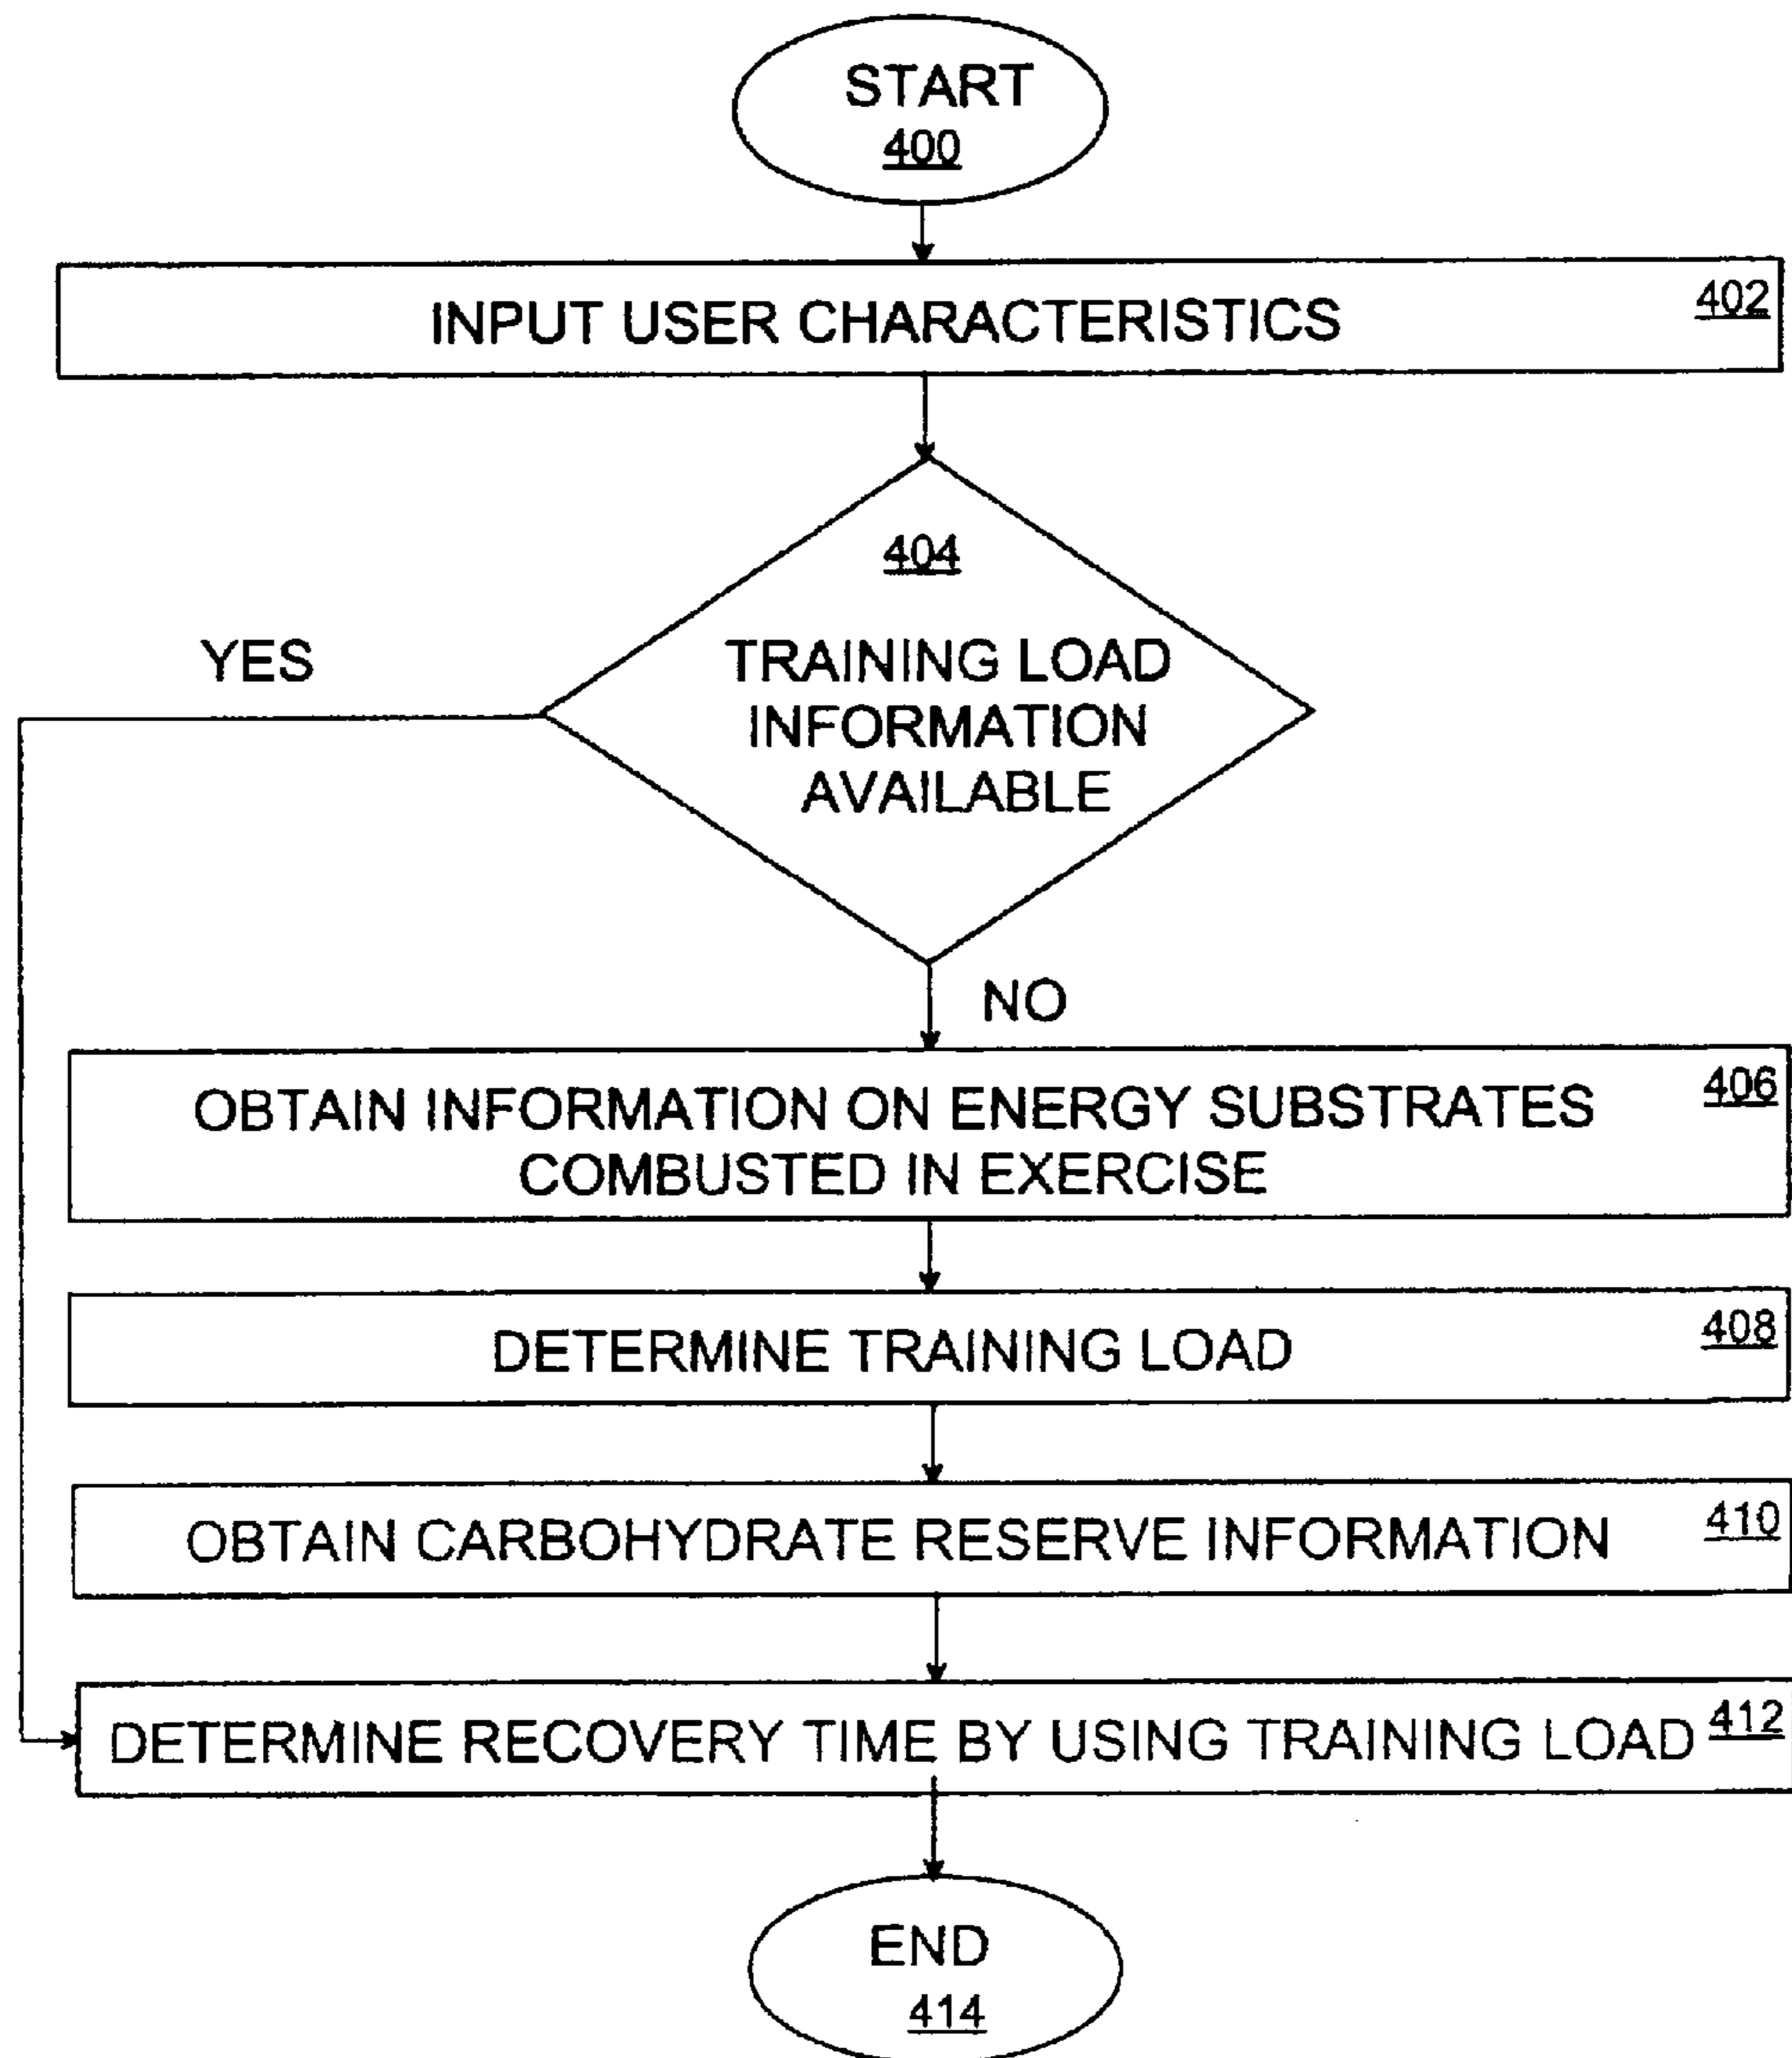 START
400
INPUT USER CHARACTERISTICS
402
404
TRAINING LOAD
INFORMATION
AVAILABLE
YES
NO
OBTAIN INFORMATION ON ENERGY SUBSTRATES
COMBUSTED IN EXERCISE
406
DETERMINE TRAINING LOAD
408
OBTAIN CARBOHYDRATE RESERVE INFORMATION
410
DETERMINE RECOVERY TIME BY USING TRAINING LOAD
412
END
414